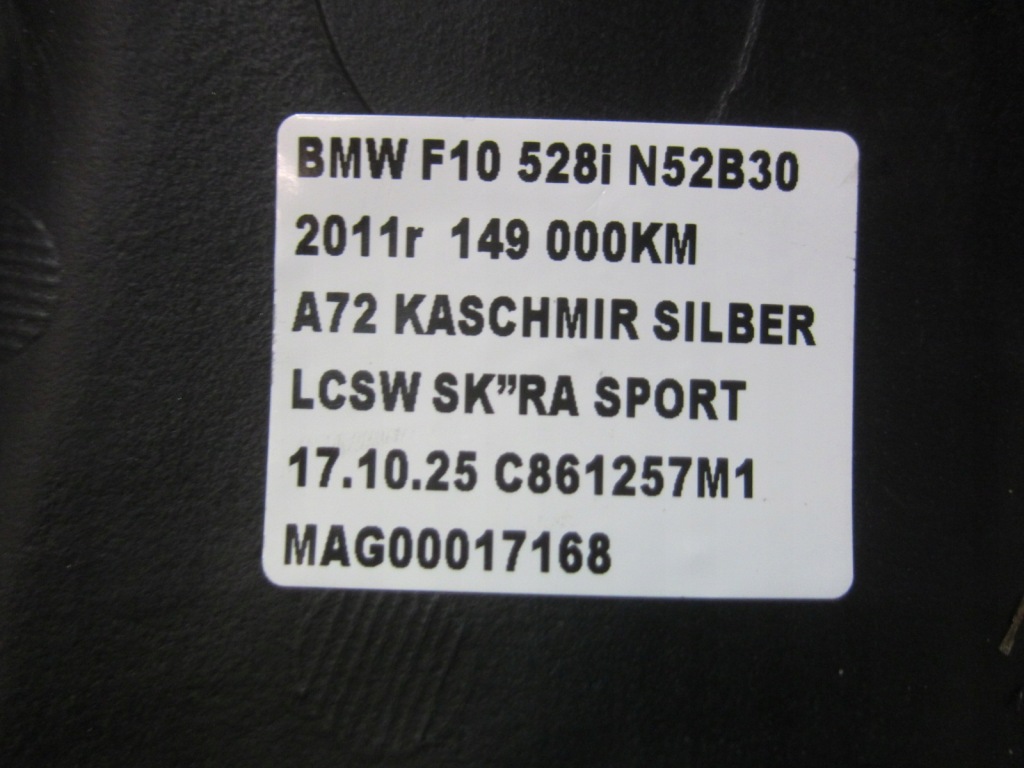 BMW F10 528i N52B30
2011r 149 000KM
A72 KASCHMIR SILBER
LCSW SK”RA SPORT
17.10.25 C861257M1
MAG00017168